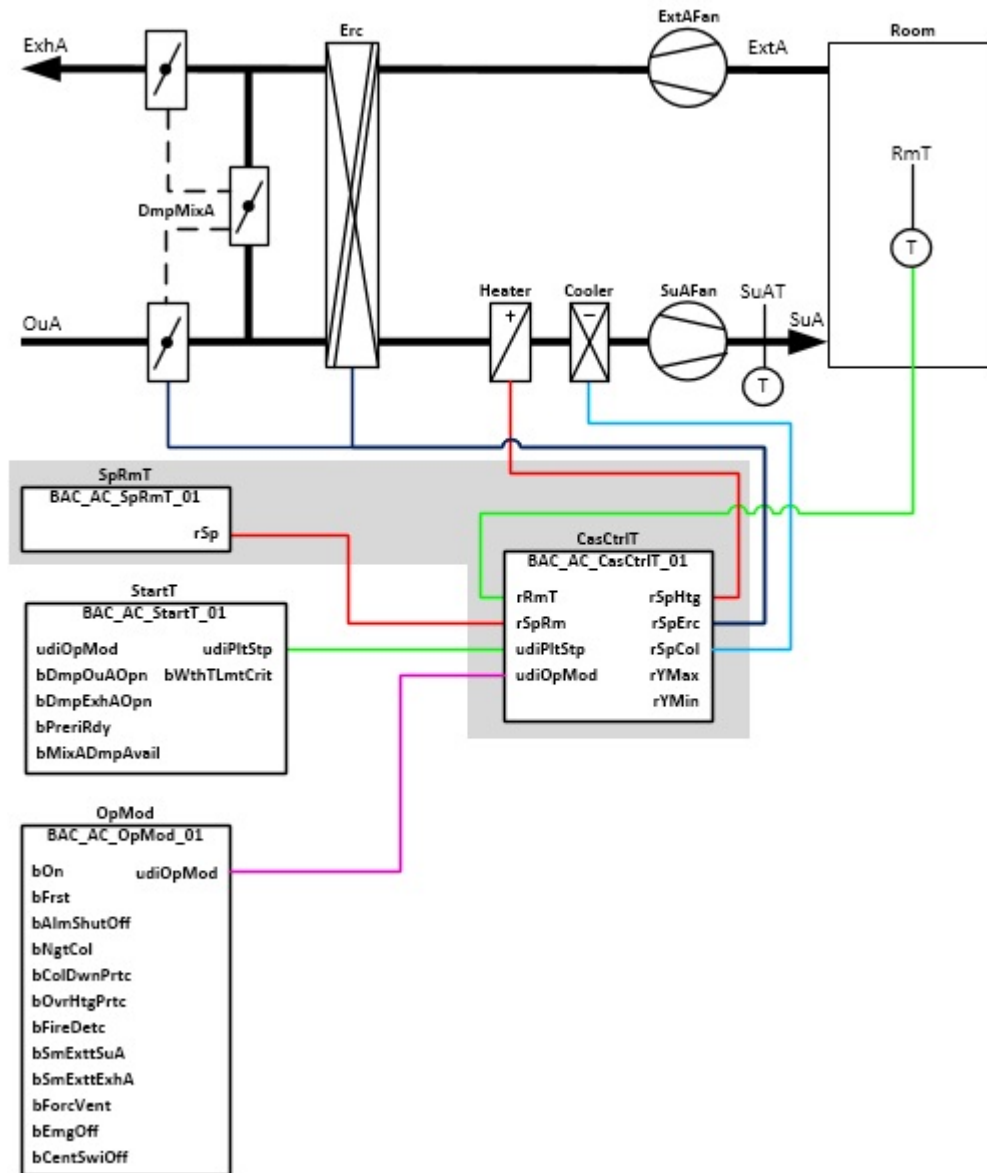 Erc
ExtAFan
Room
ExhA
ExtA
RmT
T
DmpMixA
OuA
Heater
+
Cooler
−
SuAFan
SuAT
SuA
T
SpRmT
BAC_AC_SpRmT_01
rSp
CasCtrlT
BAC_AC_CasCtrlT_01
rRmT rSpHtg
rSpRm rSpErc
udiPltStp rSpCol
udiOpMod rYMax
rYMin
StartT
BAC_AC_StartT_01
udiOpMod udiPltStp
bDmpOuAOpn bWthTLmtCrit
bDmpExhAOpn
bPreriRdy
bMixADmpAvail
OpMod
BAC_AC_OpMod_01
bOn udiOpMod
bFrst
bAlmShutOff
bNgtCol
bColDwnPrtc
bOvrHtgPrtc
bFireDetc
bSmExttSuA
bSmExttExhA
bForcVent
bEmgOff
bCentSwiOff